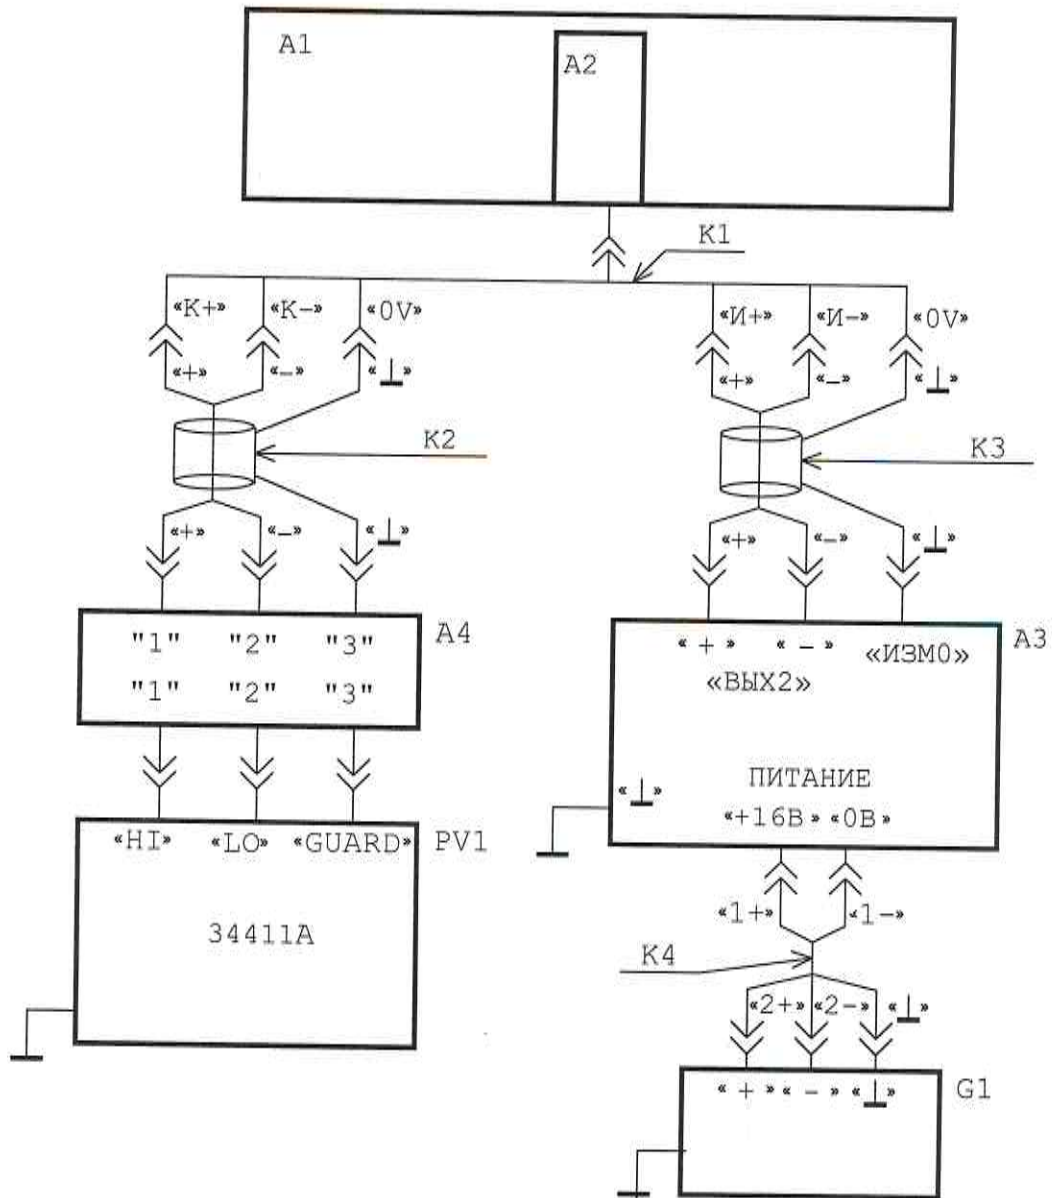 A1
A2
K1
«К+» «К-» «0V» «И+» «И-» «0V»
«+» «-» «⊥» «+» «-» «⊥»
K2
K3
«+» «-» «⊥» «+» «-» «⊥»
"1" "2" "3" A4
"1" "2" "3"
« + » « - » «ИЗМ0» A3
«ВЫХ2»
ПИТАНИЕ
«⊥»
«+16В» «0В»
«HI» «LO» «GUARD» PV1
34411A
«1+» «1-»
K4
«2+» «2-» «⊥»
« + » « - » «⊥» G1